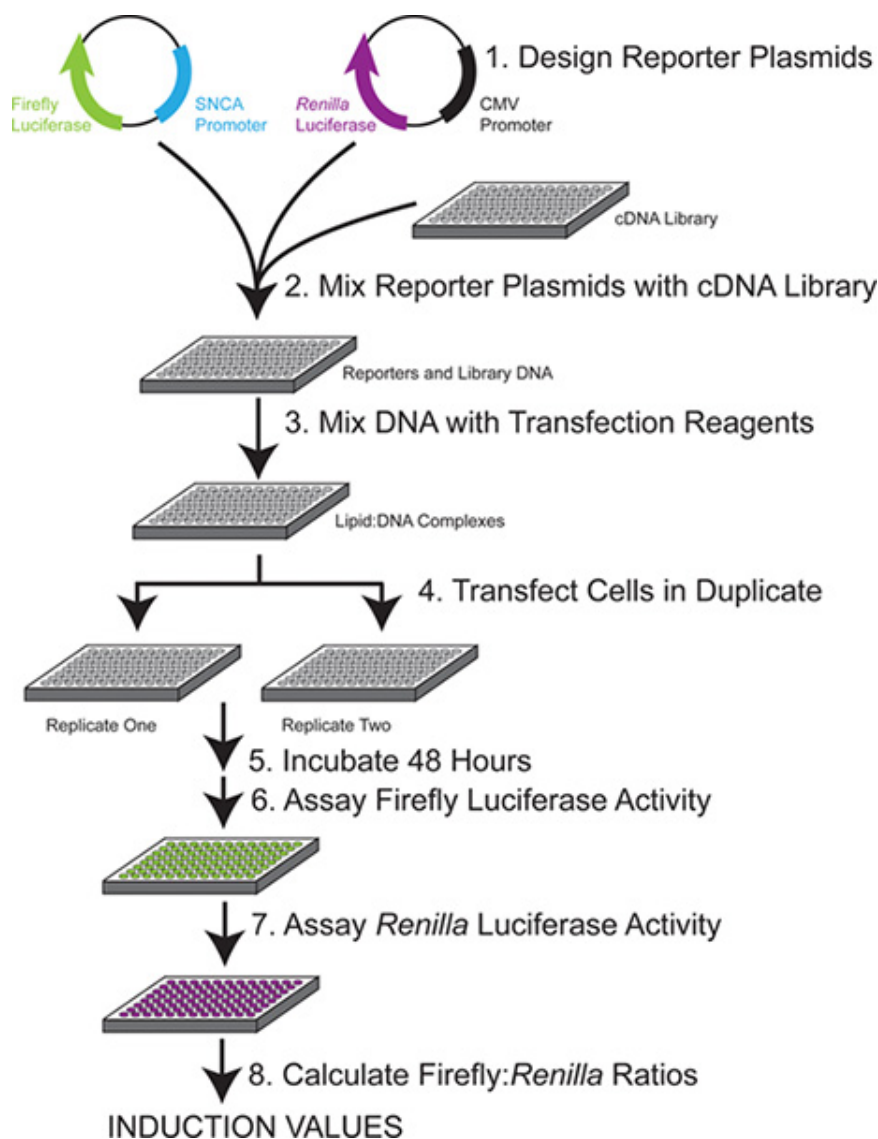 1. Design Reporter Plasmids
Firefly
Luciferase
SNCA
Promoter
Renilla
Luciferase
CMV
Promoter
cDNA Library
2. Mix Reporter Plasmids with cDNA Library
Reporters and Library DNA
3. Mix DNA with Transfection Reagents
Lipid:DNA Complexes
4. Transfect Cells in Duplicate
Replicate One
Replicate Two
5. Incubate 48 Hours
6. Assay Firefly Luciferase Activity
7. Assay Renilla Luciferase Activity
8. Calculate Firefly:Renilla Ratios
INDUCTION VALUES